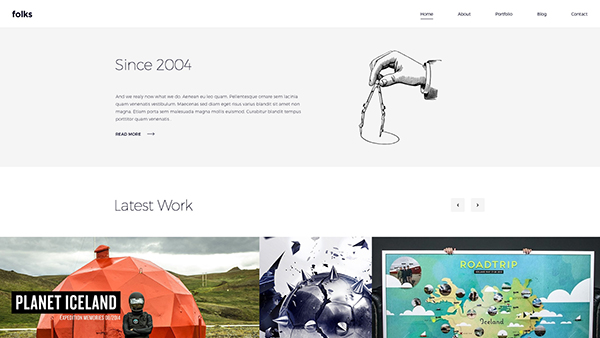 folks
Home About Portfolio Blog Contact
Since 2004
And we realy now what we do. Aenean eu leo quam. Pellentesque ornare sem lacinia
quam venenatis vestibulum. Maecenas sed diam eget risus varius blandit sit amet non
magna. Etiam porta sem malesuada magna mollis euismod. Curabitur blandit tempus
porttitor quam venenatis.
READ MORE
Latest Work
PLANET ICELAND
EXPEDITION MEMORIES 00/2014
ROADTRIP
Iceland